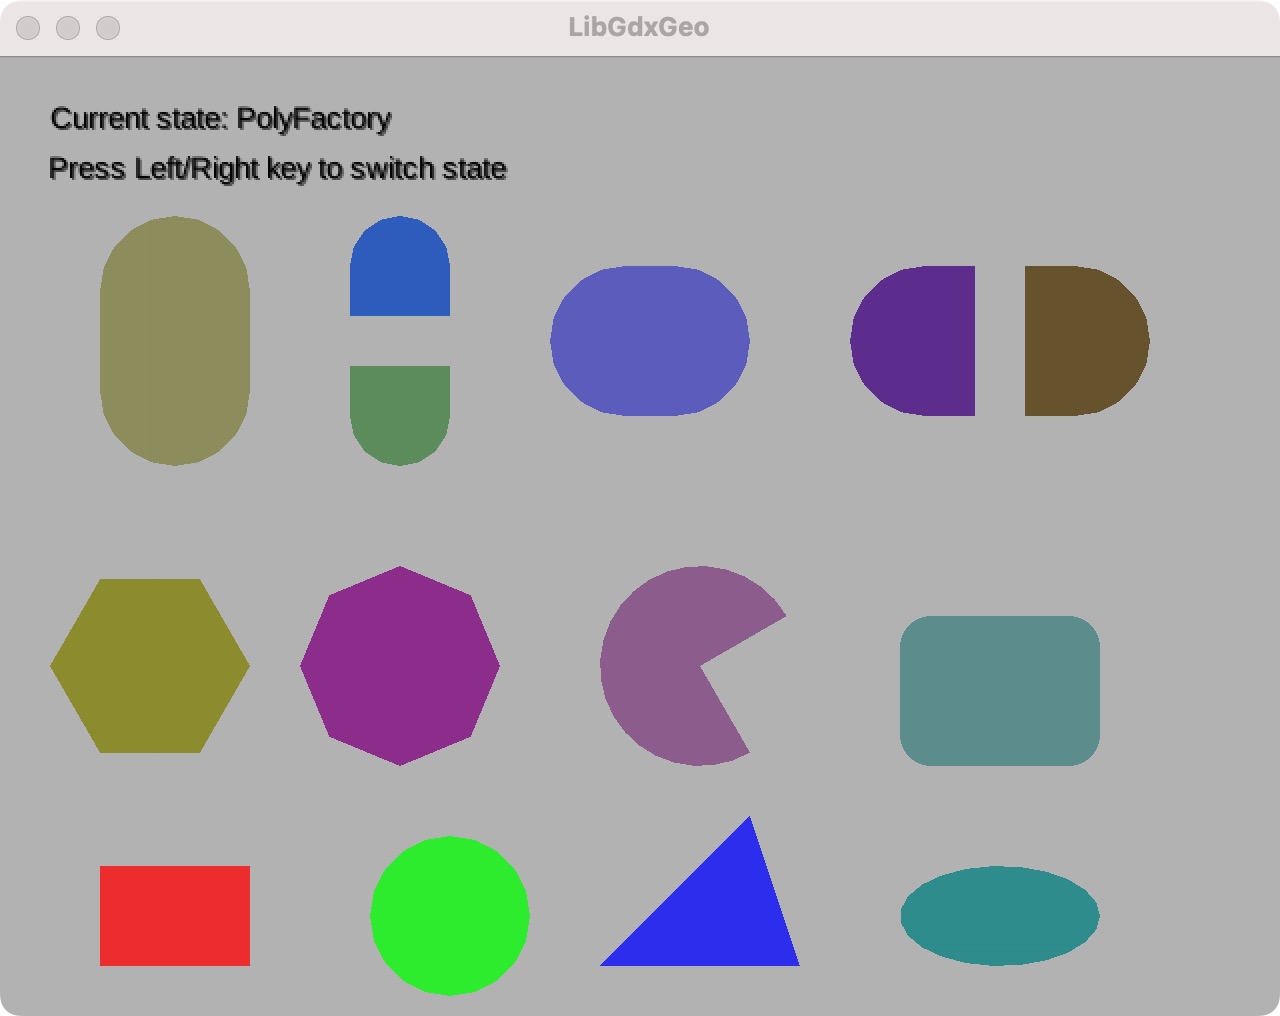 LibGdxGeo
Current state: PolyFactory
Press Left/Right key to switch state